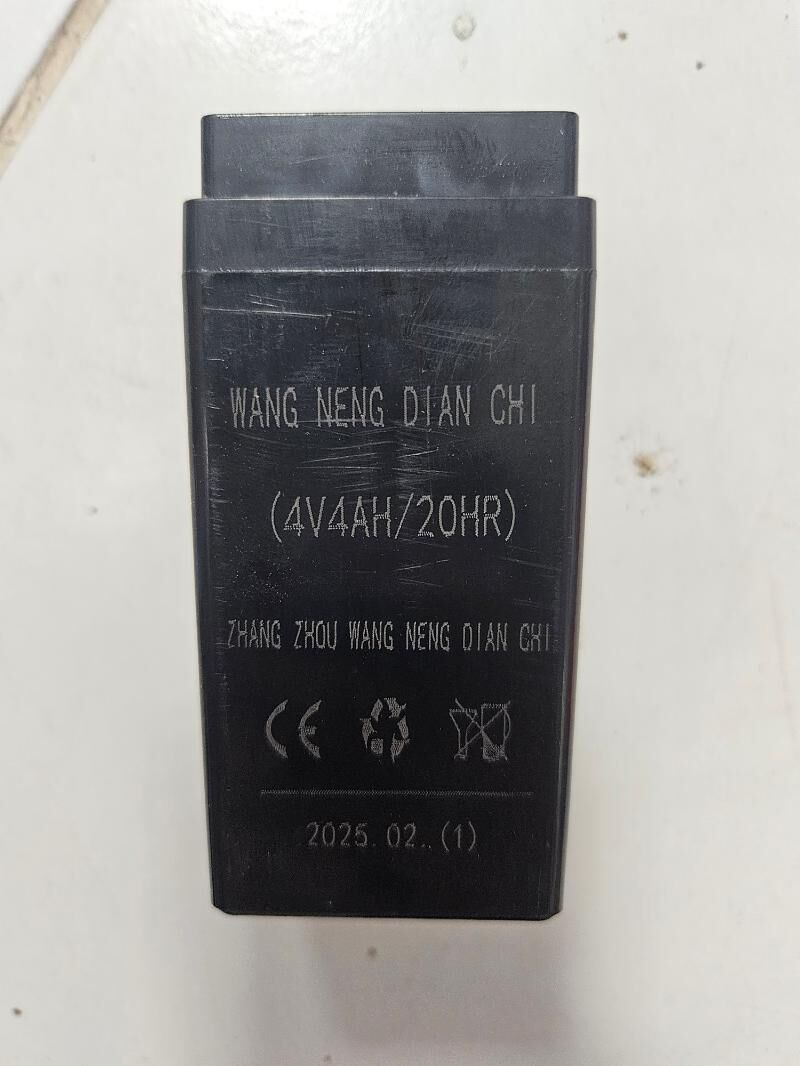 WANG NENG DIAN CHI
(4V4AH/20HR)
ZHANG ZHOU WANG NENG DIAN CHI
CE
2025.02..(1)